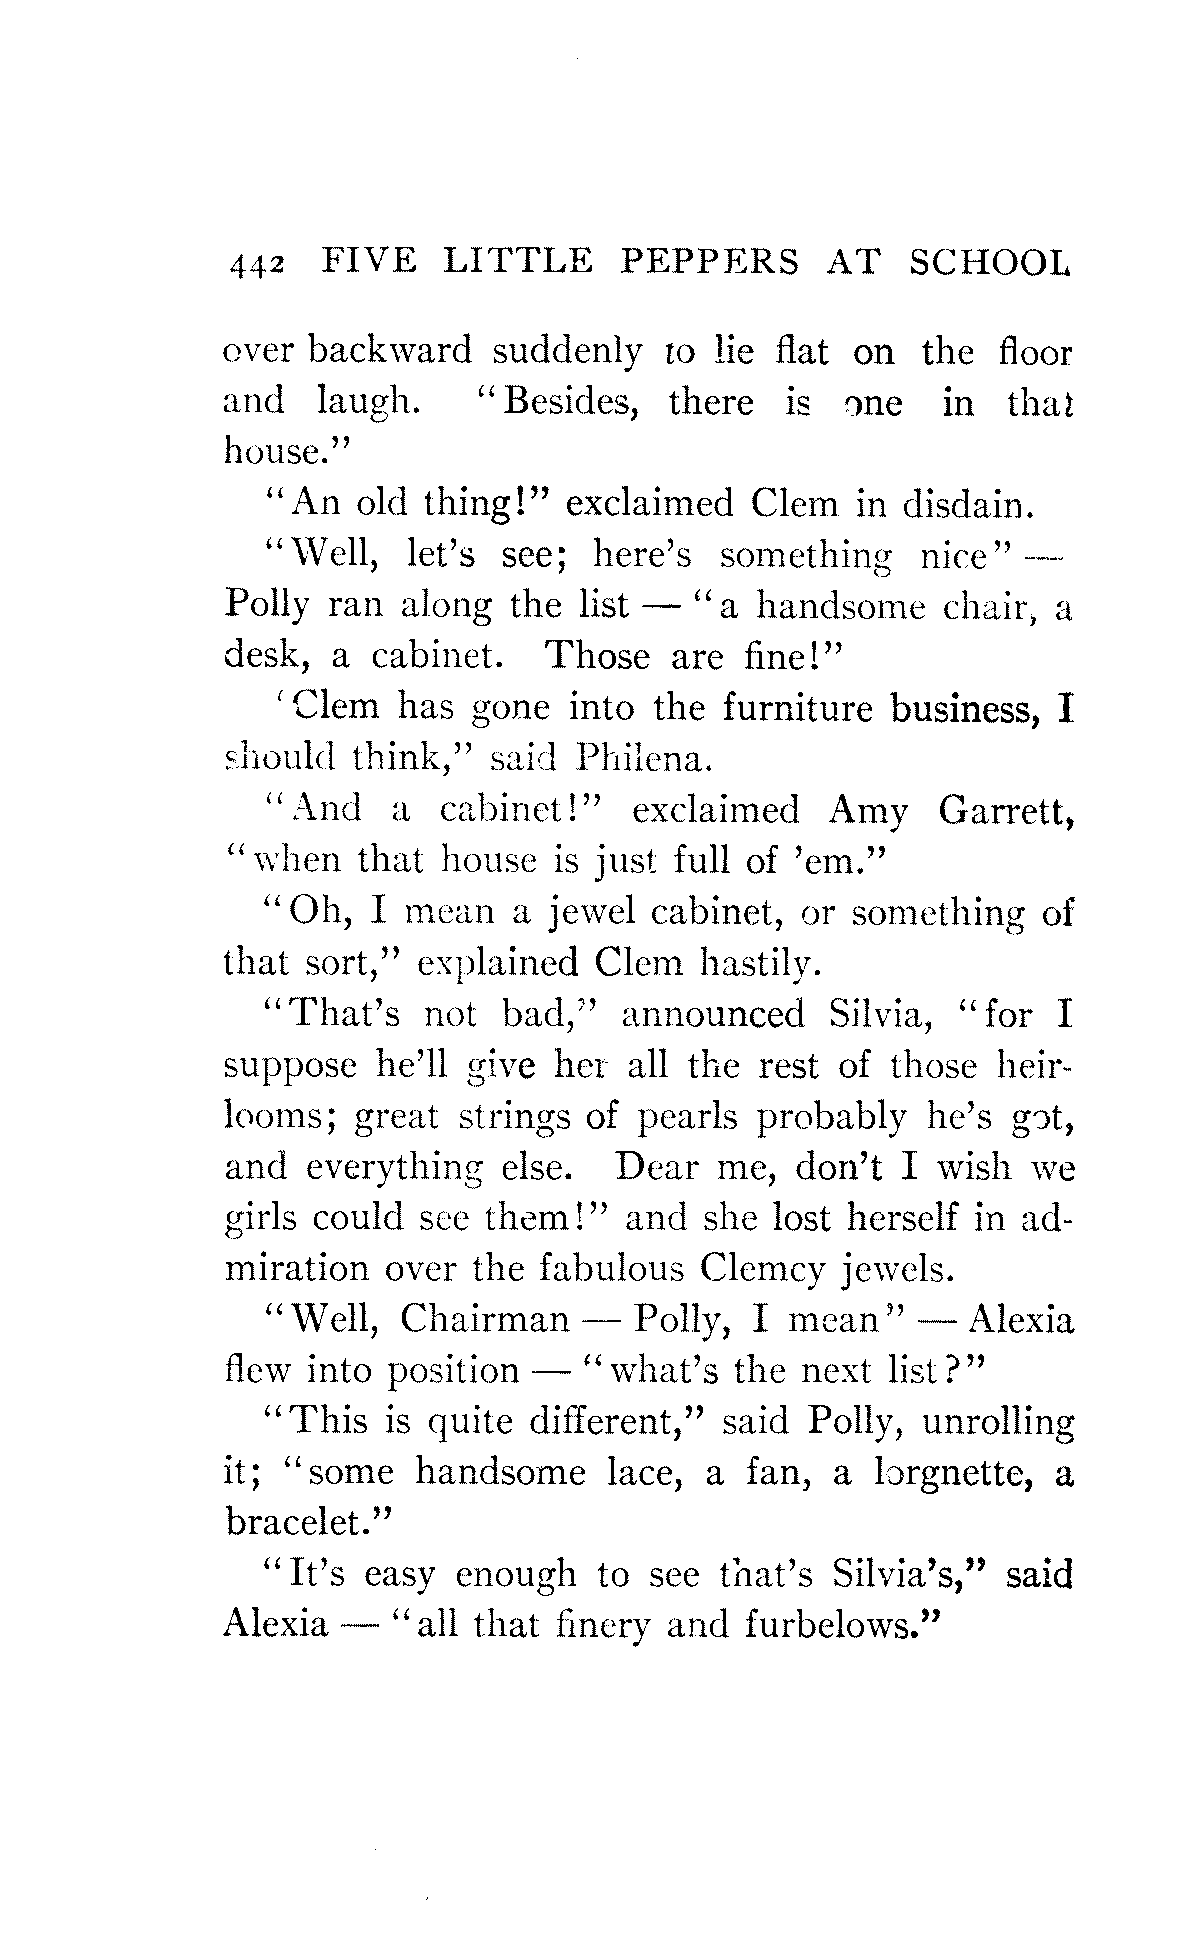 442 FIVE LITTLE PEPPERS AT SCHOOL
over backward suddenly to lie flat on the floor
and laugh. "Besides, there is one in that
house."
"An old thing!" exclaimed Clem in disdain.
"Well, let's see; here's something nice" —
Polly ran along the list — "a handsome chair, a
desk, a cabinet. Those are fine!"
'Clem has gone into the furniture business, I
should think," said Philena.
"And a cabinet!" exclaimed Amy Garrett,
"when that house is just full of 'em."
"Oh, I mean a jewel cabinet, or something of
that sort," explained Clem hastily.
"That's not bad," announced Silvia, "for I
suppose he'll give her all the rest of those heir-
looms; great strings of pearls probably he's got,
and everything else. Dear me, don't I wish we
girls could see them!" and she lost herself in ad-
miration over the fabulous Clemcy jewels.
"Well, Chairman — Polly, I mean" — Alexia
flew into position — "what's the next list?"
"This is quite different," said Polly, unrolling
it; "some handsome lace, a fan, a lorgnette, a
bracelet."
"It's easy enough to see that's Silvia's," said
Alexia — "all that finery and furbelows."